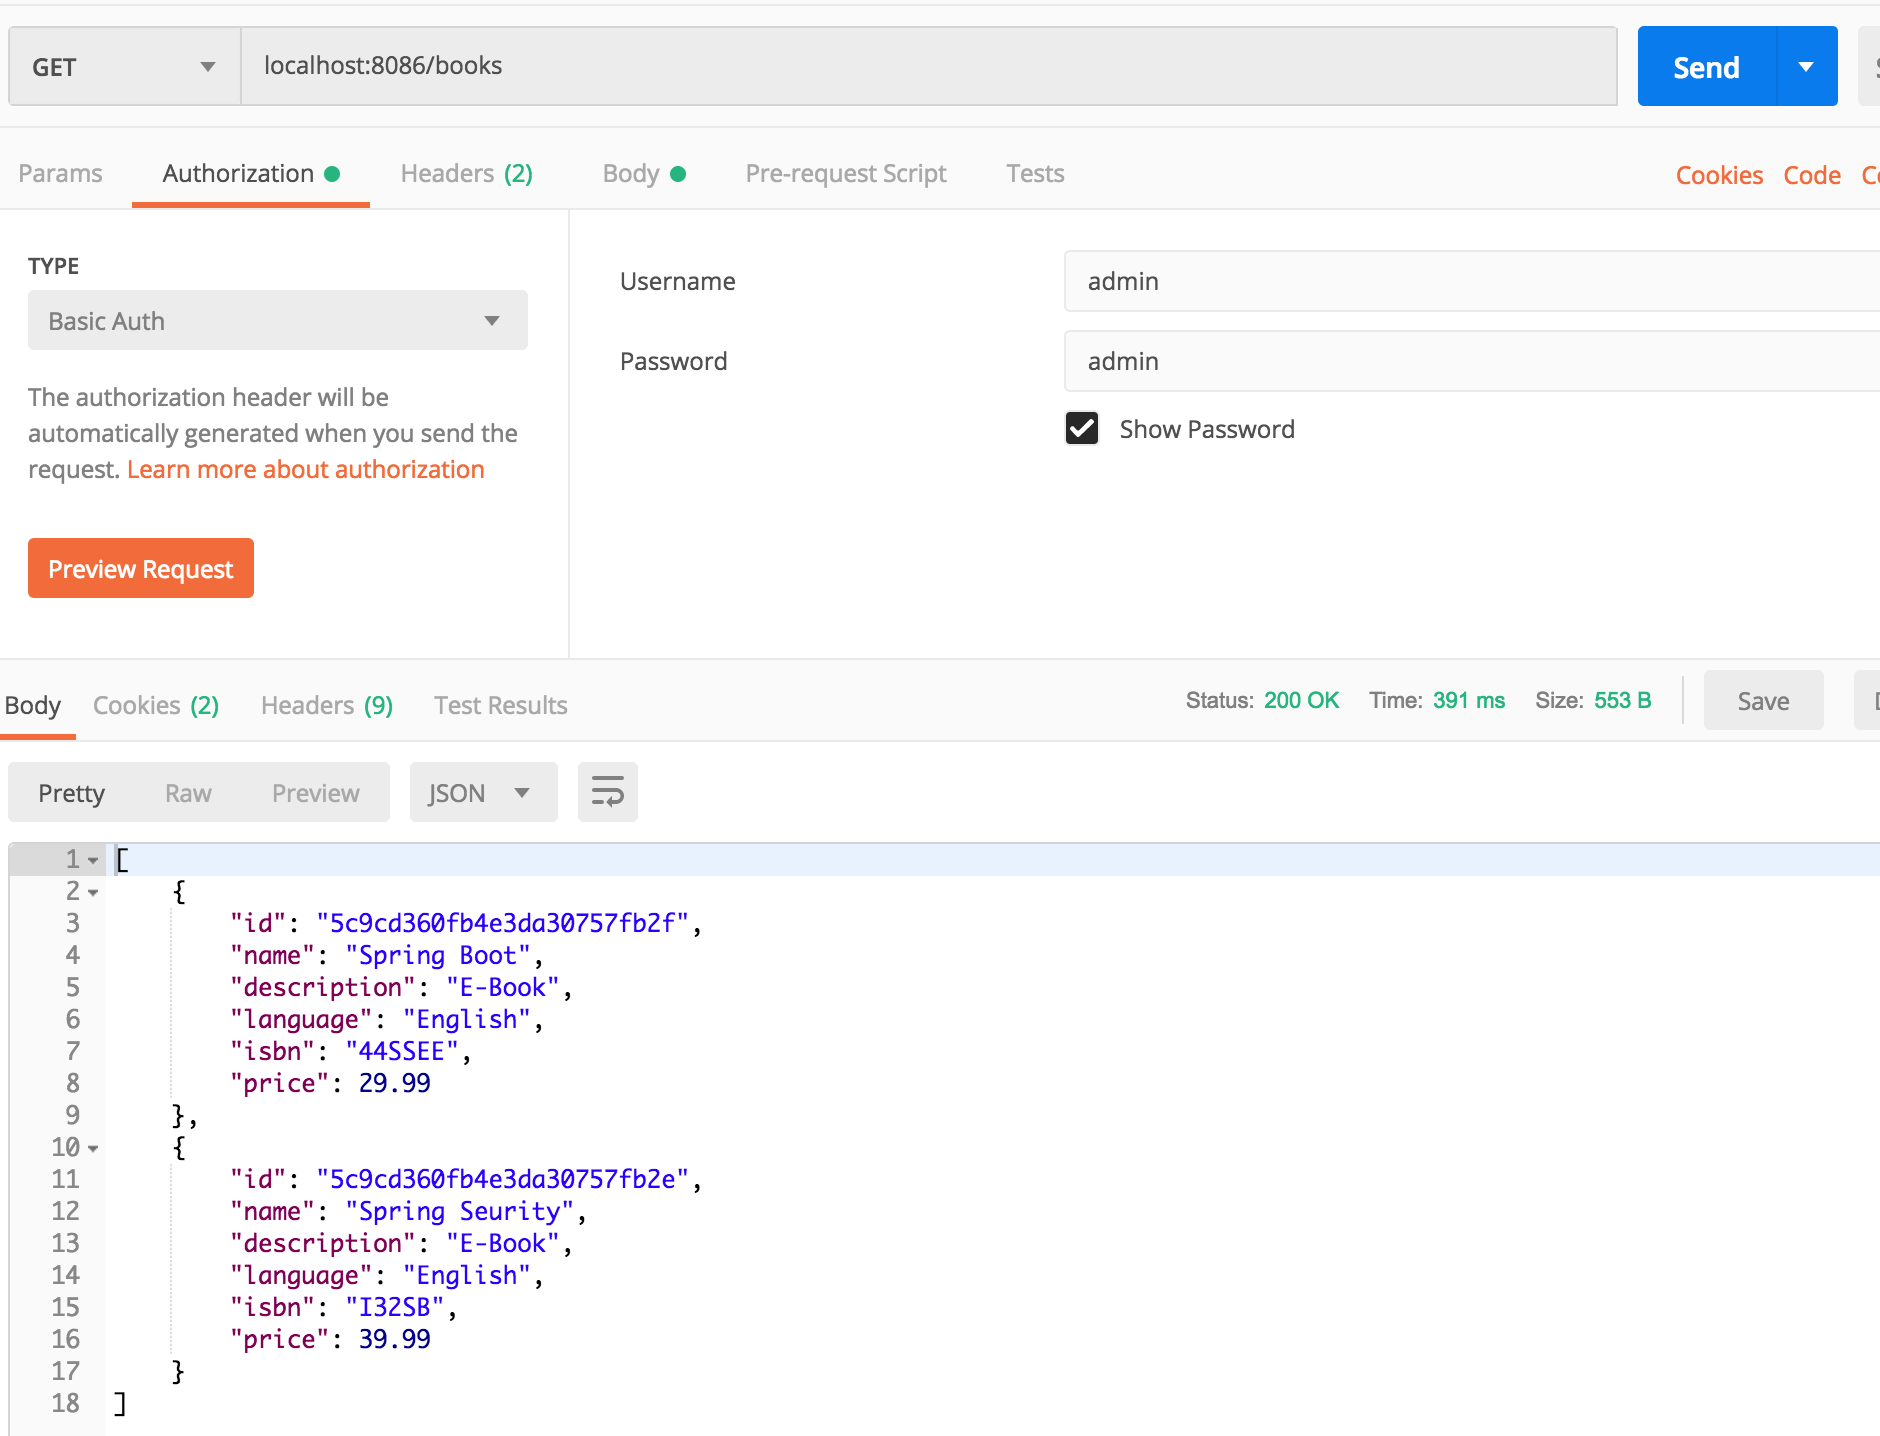 GET localhost:8086/books Send
Params Authorization Headers (2) Body Pre-request Script Tests Cookies Code
TYPE
Basic Auth
The authorization header will be
automatically generated when you send the
request. Learn more about authorization
Preview Request
Username admin
Password admin
Show Password
Body Cookies (2) Headers (9) Test Results Status: 200 OK Time: 391 ms Size: 553 B Save
Pretty Raw Preview JSON
1 [
2 {
3 "id": "5c9cd360fb4e3da30757fb2f",
4 "name": "Spring Boot",
5 "description": "E-Book",
6 "language": "English",
7 "isbn": "44SSEE",
8 "price": 29.99
9 },
10 {
11 "id": "5c9cd360fb4e3da30757fb2e",
12 "name": "Spring Seurity",
13 "description": "E-Book",
14 "language": "English",
15 "isbn": "I32SB",
16 "price": 39.99
17 }
18 ]